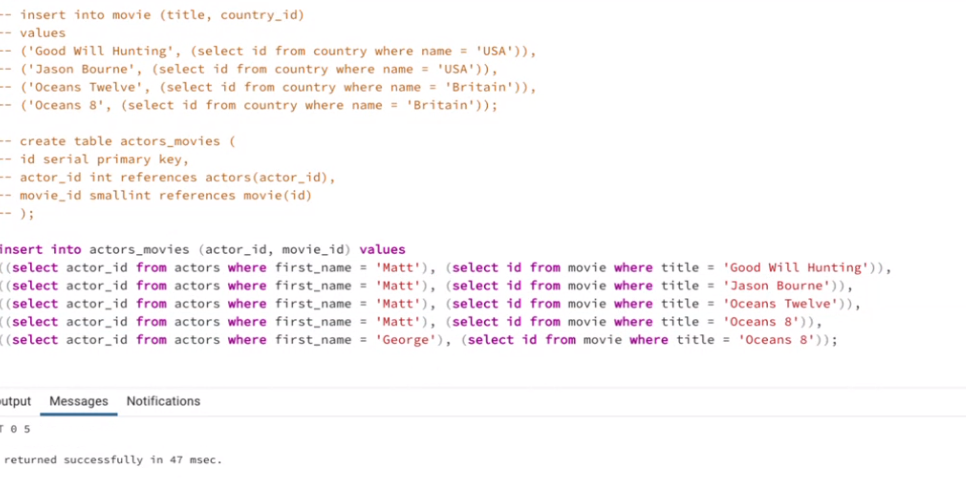 -- insert into movie (title, country_id)
-- values
-- ('Good Will Hunting', (select id from country where name = 'USA')),
-- ('Jason Bourne', (select id from country where name = 'USA')),
-- ('Oceans Twelve', (select id from country where name = 'Britain')),
-- ('Oceans 8', (select id from country where name = 'Britain'));
-- create table actors_movies (
-- id serial primary key,
-- actor_id int references actors(actor_id),
-- movie_id smallint references movie(id)
-- );
insert into actors_movies (actor_id, movie_id) values
((select actor_id from actors where first_name = 'Matt'), (select id from movie where title = 'Good Will Hunting')),
((select actor_id from actors where first_name = 'Matt'), (select id from movie where title = 'Jason Bourne')),
((select actor_id from actors where first_name = 'Matt'), (select id from movie where title = 'Oceans Twelve')),
((select actor_id from actors where first_name = 'Matt'), (select id from movie where title = 'Oceans 8')),
((select actor_id from actors where first_name = 'George'), (select id from movie where title = 'Oceans 8'));
utput Messages Notifications
T 0 5
returned successfully in 47 msec.